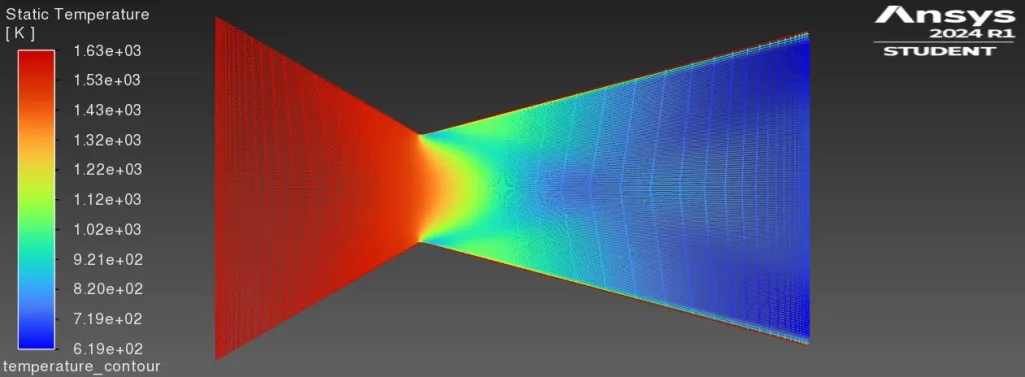 Static Temperature
[ K ]
1.63e+03
1.53e+03
1.43e+03
1.32e+03
1.22e+03
1.12e+03
1.02e+03
9.21e+02
8.20e+02
7.19e+02
6.19e+02
temperature_contour
Ansys
2024 R1
STUDENT